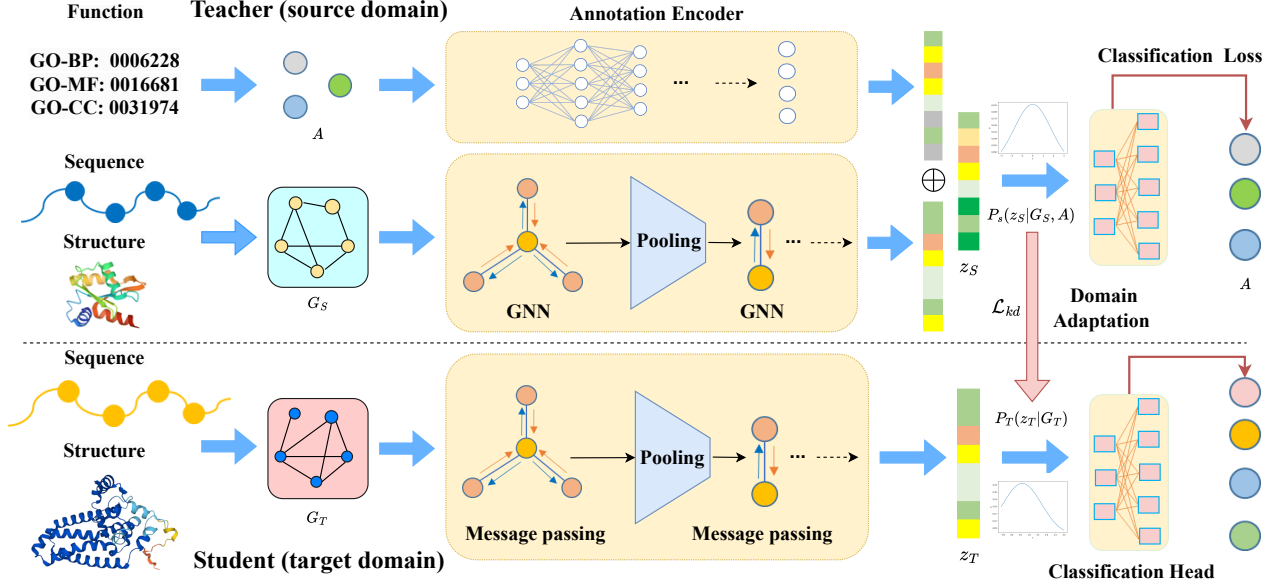 Function
Teacher (source domain)
Annotation Encoder
GO-BP: 0006228
GO-MF: 0016681
GO-CC: 0031974
A
...
Classification Loss
Sequence
Structure
G_S
GNN
Pooling
...
GNN
z_S
P_s(z_S|G_S, A)
A
L_kd
Domain
Adaptation
Sequence
Structure
G_T
Message passing
Pooling
...
Message passing
z_T
P_T(z_T|G_T)
Student (target domain)
Classification Head